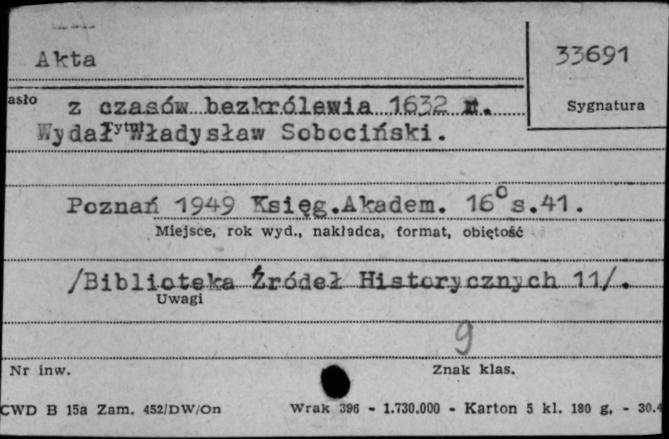 Akta
33691
asło
z czasów bezkrólewia 1632 r.
Sygnatura
Wydał Władysław Sobociński.
Poznań 1949 Księg.Akadem. 16° s.41.
Miejsce, rok wyd., nakładca, format, objętość
/Biblioteka Źródeł Historycznych 11/.
Uwagi
9
Nr inw.
Znak klas.
CWD B 15a Zam. 452/DW/On
Wrak 396 - 1.730.000 - Karton 5 kl. 180 g. - 30.4